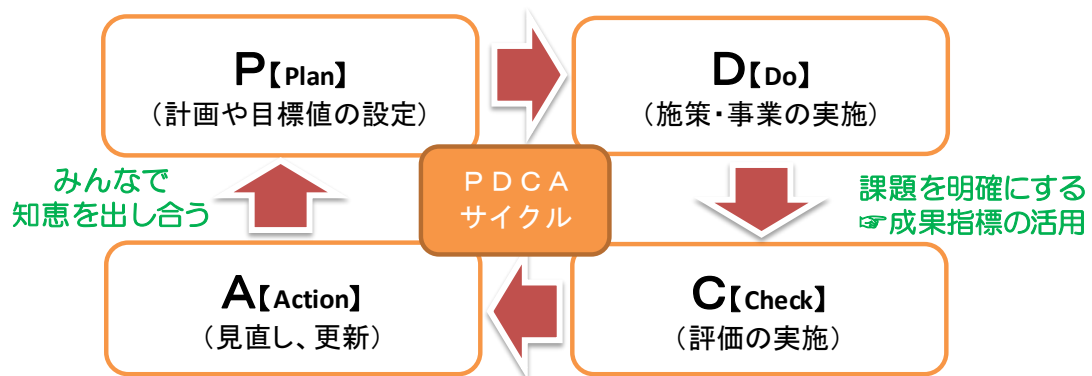 P【Plan】
（計画や目標値の設定）
D【Do】
（施策・事業の実施）
PDCA
サイクル
みんなで
知恵を出し合う
課題を明確にする
☞成果指標の活用
A【Action】
（見直し、更新）
C【Check】
（評価の実施）